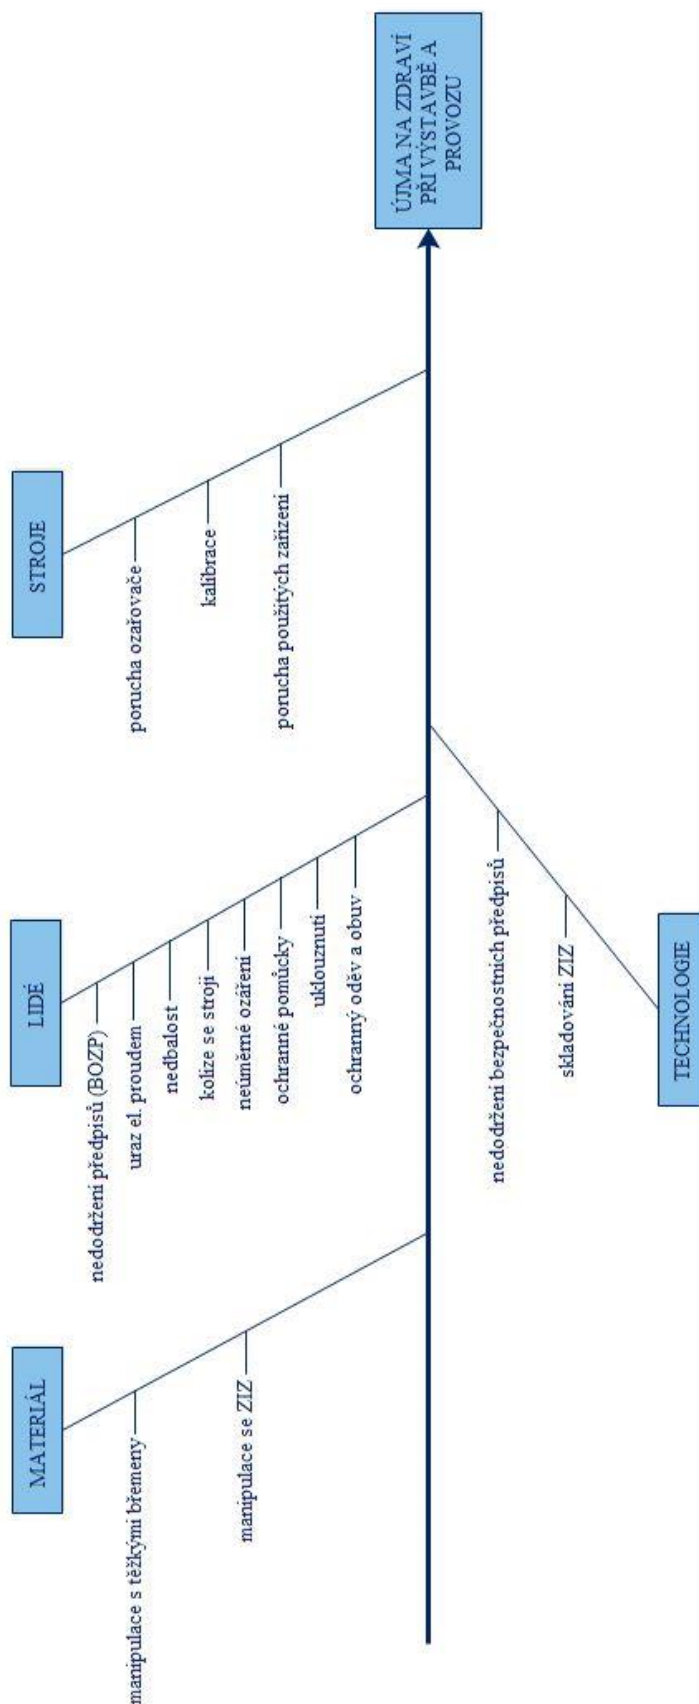 MATERIÁL
manipulace s těžkými břemeny
manipulace se ZIZ
LIDÉ
nedodržení předpisů (BOZP)
uraz el. proudem
nedbalost
kolize se stroji
neúměrné ozáření
ochranné pomůcky
uklouznutí
ochranný oděv a obuv
STROJE
porucha ozařovače
kalibrace
porucha použitých zařízení
TECHNOLOGIE
nedodržení bezpečnostních předpisů
skladování ZIZ
ÚJMA NA ZDRAVÍ
PŘI VÝSTAVBĚ A
PROVOZU